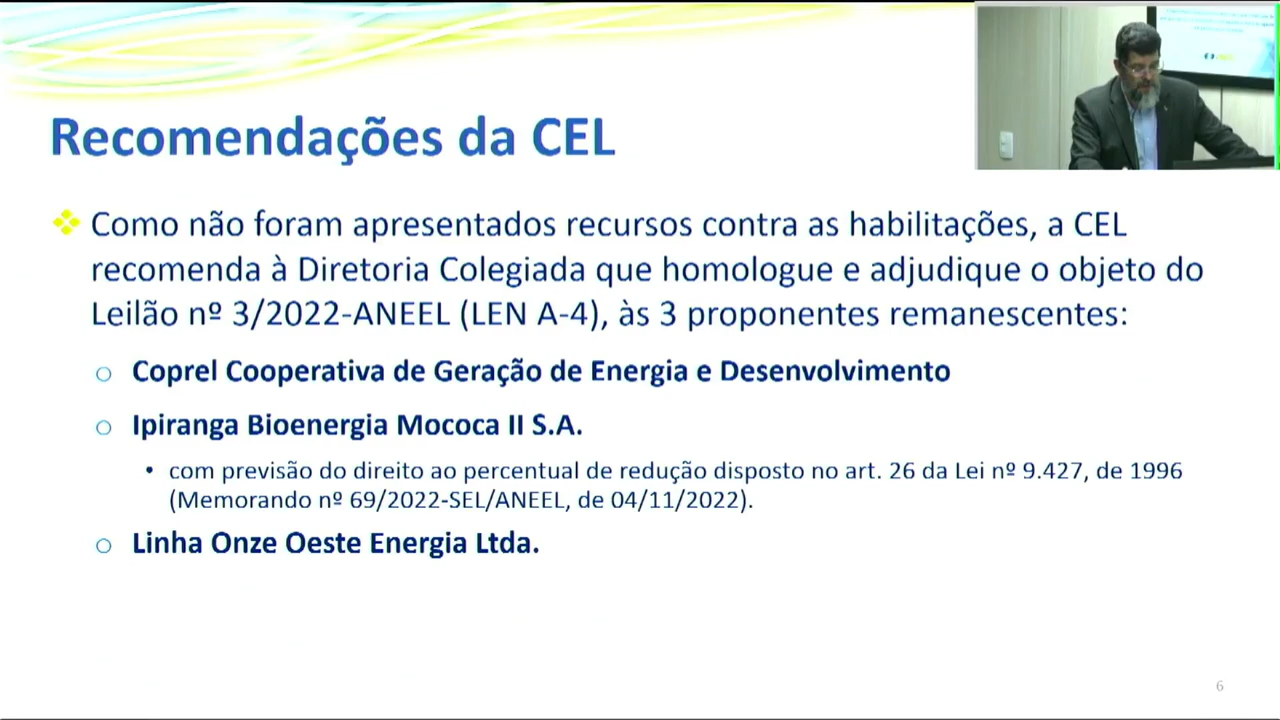 Recomendações da CEL
Como não foram apresentados recursos contra as habilitações, a CEL
recomenda à Diretoria Colegiada que homologue e adjudique o objeto do
Leilão nº 3/2022-ANEEL (LEN A-4), às 3 proponentes remanescentes:
Coprel Cooperativa de Geração de Energia e Desenvolvimento
Ipiranga Bioenergia Mococa II S.A.
com previsão do direito ao percentual de redução disposto no art. 26 da Lei nº 9.427, de 1996
(Memorando nº 69/2022-SEL/ANEEL, de 04/11/2022).
Linha Onze Oeste Energia Ltda.
6